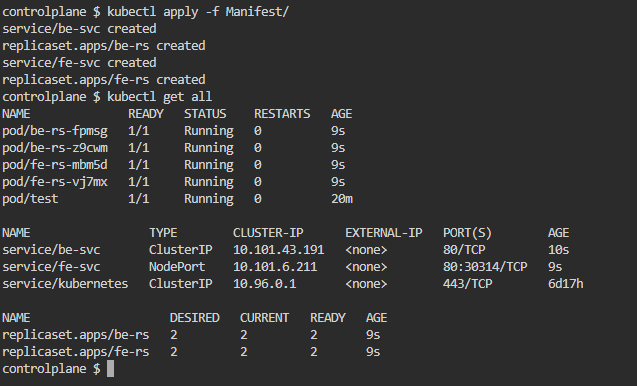 controlplane $ kubectl apply -f Manifest/
service/be-svc created
replicaset.apps/be-rs created
service/fe-svc created
replicaset.apps/fe-rs created
controlplane $ kubectl get all
NAME READY STATUS RESTARTS AGE
pod/be-rs-fpmsg 1/1 Running 0 9s
pod/be-rs-z9cwm 1/1 Running 0 9s
pod/fe-rs-mbm5d 1/1 Running 0 9s
pod/fe-rs-vj7mx 1/1 Running 0 9s
pod/test 1/1 Running 0 20m
NAME TYPE CLUSTER-IP EXTERNAL-IP PORT(S) AGE
service/be-svc ClusterIP 10.101.43.191 <none> 80/TCP 10s
service/fe-svc NodePort 10.101.6.211 <none> 80:30314/TCP 9s
service/kubernetes ClusterIP 10.96.0.1 <none> 443/TCP 6d17h
NAME DESIRED CURRENT READY AGE
replicaset.apps/be-rs 2 2 2 9s
replicaset.apps/fe-rs 2 2 2 9s
controlplane $